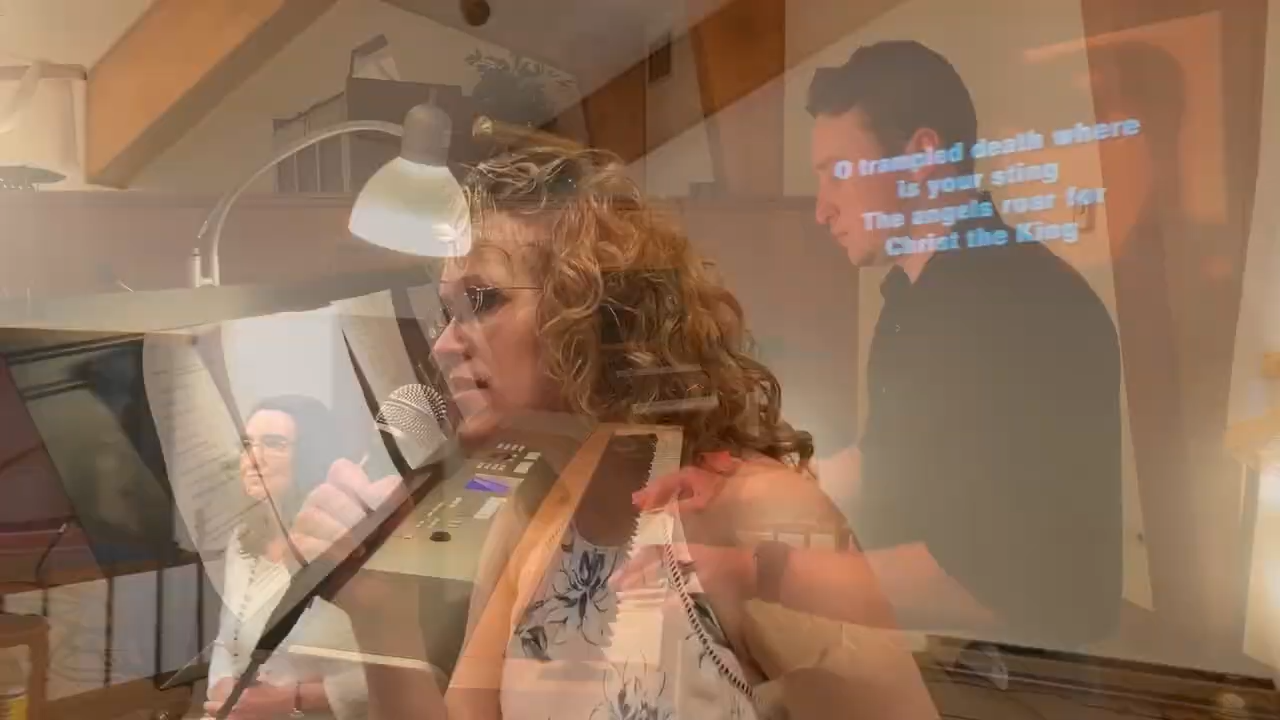 O trampled death where
is your sting
The angels roar for
Christ the King